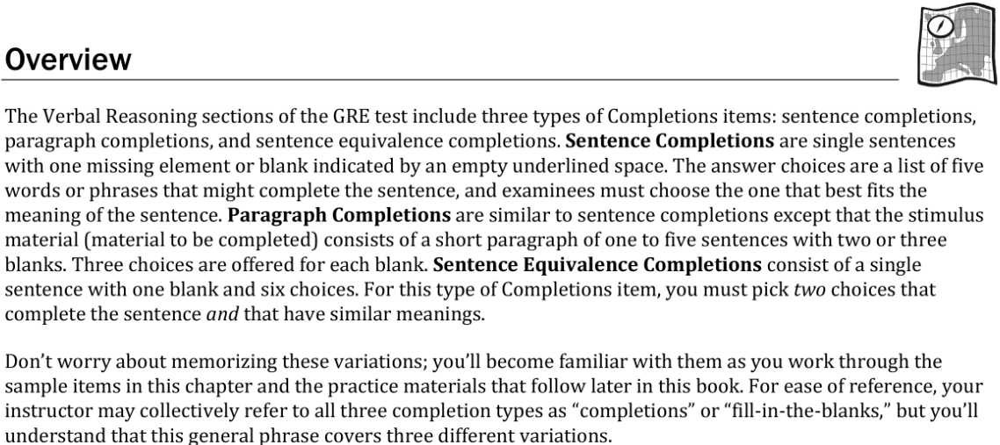 Overview
The Verbal Reasoning sections of the GRE test include three types of Completions items: sentence completions,
paragraph completions, and sentence equivalence completions. Sentence Completions are single sentences
with one missing element or blank indicated by an empty underlined space. The answer choices are a list of five
words or phrases that might complete the sentence, and examinees must choose the one that best fits the
meaning of the sentence. Paragraph Completions are similar to sentence completions except that the stimulus
material (material to be completed) consists of a short paragraph of one to five sentences with two or three
blanks. Three choices are offered for each blank. Sentence Equivalence Completions consist of a single
sentence with one blank and six choices. For this type of Completions item, you must pick two choices that
complete the sentence and that have similar meanings.
Don’t worry about memorizing these variations; you’ll become familiar with them as you work through the
sample items in this chapter and the practice materials that follow later in this book. For ease of reference, your
instructor may collectively refer to all three completion types as “completions” or “fill-in-the-blanks,” but you’ll
understand that this general phrase covers three different variations.